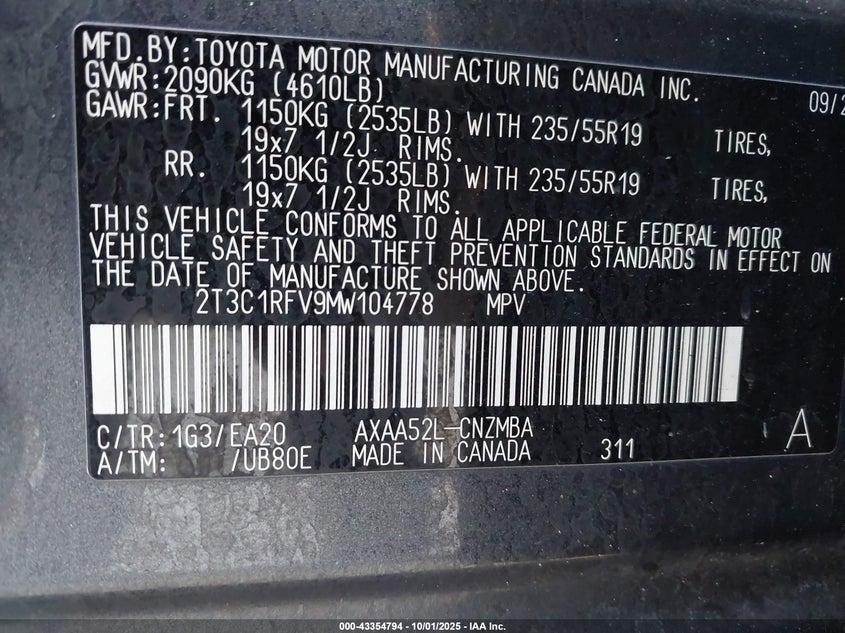 MFD.BY:TOYOTA MOTOR MANUFACTURING CANADA INC.
GVWR:2090KG (4610LB) 09/2
GAWR:FRT. 1150KG (2535LB) WITH 235/55R19 TIRES,
19x7 1/2J RIMS.
RR. 1150KG (2535LB) WITH 235/55R19 TIRES,
19x7 1/2J RIMS.
THIS VEHICLE CONFORMS TO ALL APPLICABLE FEDERAL MOTOR
VEHICLE SAFETY AND THEFT PREVENTION STANDARDS IN EFFECT ON
THE DATE OF MANUFACTURE SHOWN ABOVE.
2T3C1RFV9MW104778 MPV
C/TR:1G3/EA20 AXAA52L-CNZMBA A
A/TM: /UB80E MADE IN CANADA 311
000-43354794 - 10/01/2025 - IAA Inc.